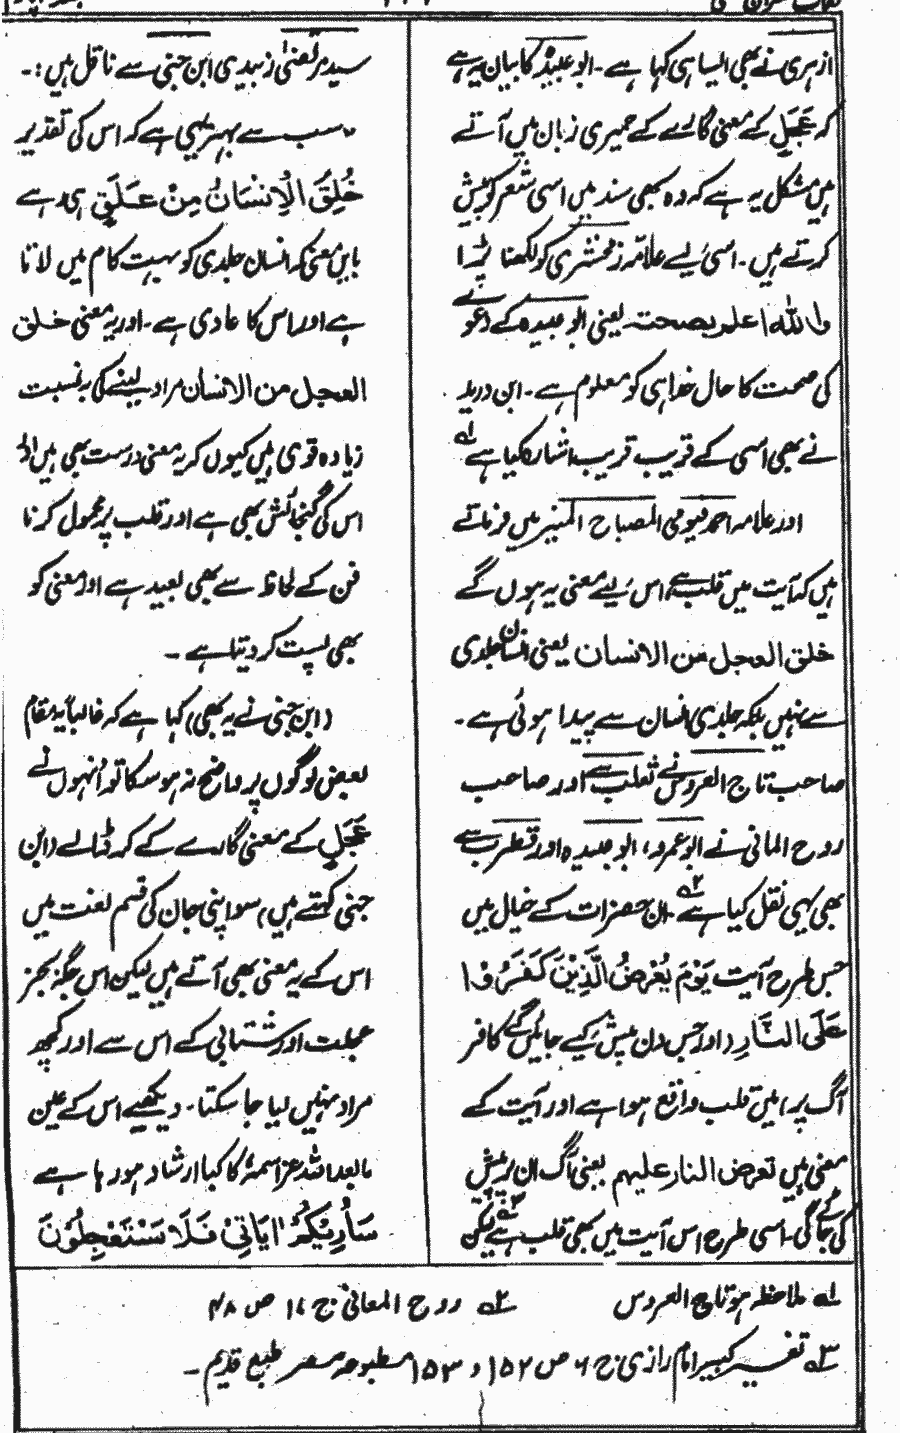 ازہری نے بھی ایسا ہی کہا ہے۔ ابو عبید کا بیان یہ ہے
کہ عَجَل کے معنی گارے کے حمیری زبان میں آتے
ہیں مشکل یہ ہے کہ وہ کبھی سند میں اسی شعر کو پیش
کرتے ہیں۔ اسی لیے علامہ زمخشری کو لکھنا پڑا
واللہ اعلم بصحتہ یعنی ابو عبیدہ کے دعوے
کی صحت کا حال خدا ہی کو معلوم ہے۔ ابن درید
نے بھی اسی کے قریب قریب اشارہ کیا ہے لہ
اور علامہ احمد فیومی المصباح المنیر میں فرماتے
ہیں کہ آیت میں قلب ہے اس لیے معنی یہ ہوں گے
خلق العجل من الانسان یعنی انسان جلدی
سے نہیں بلکہ جلدی انسان سے پیدا ہوئی ہے۔
صاحب تاج العروس نے ثعلب سے اور صاحب
روح المعانی نے ابو عمرو، ابو عبیدہ اور قطرب سے
بھی یہی نقل کیا ہے ۲ہ ان حضرات کے خیال میں
جس طرح آیت یَوْمَ یُعْرَضُ الَّذِیْنَ کَفَرُوْا
عَلَی النَّارِ (اور جس دن پیش کیے جائیں گے کافر
آگ پر) میں قلب واقع ہوا ہے اور آیت کے
معنی ہیں تعرض النار علیہم یعنی آگ ان پر پیش
کی جائے گی۔ اسی طرح اس آیت میں بھی قلب ہے ۳ہ لیکن
سید مرتضیٰ زبیدی ابن جنی سے ناقل ہیں:۔
مناسب سے بہتر یہی ہے کہ اس کی تقدیر
خُلِقَ الْاِنْسَانُ مِنْ عَجَلٍ ہی رہے
بایں معنی کہ انسان جلدی کو بہت کام میں لاتا
ہے اور اس کا عادی ہے۔ اور یہ معنی خلق
العجل من الانسان مراد لینے کی بہ نسبت
زیادہ قوی ہیں کیوں کہ یہ معنی درست بھی ہیں اور
اس کی گنجائش بھی ہے اور قلب پر محمول کرنا
فن کے لحاظ سے بھی بعید ہے اور معنی کو
بھی پست کر دیتا ہے۔
(ابن جنی نے یہ بھی) کہا ہے کہ غالباً یہ مقام
بعض لوگوں پر واضح نہ ہو سکا تو انہوں نے
عَجَل کے معنی گارے کے کر ڈالے (ابن
جنی کہتے ہیں) سو اپنی جان کی قسم لغت میں
اس کے یہ معنی بھی آتے ہیں لیکن اس جگہ بجز
عجلت اور شتابی کے اس سے اور کچھ
مراد نہیں لیا جا سکتا۔ دیکھیے اس کے عین
مابعد اللہ عز اسمہٗ کا کیا ارشاد ہو رہا ہے
سَاُرِیْکُمْ اٰیَاتِیْ فَلَا تَسْتَعْجِلُوْنَ
لہ ملاحظہ ہو تاج العروس
۲ہ روح المعانی ج ۱۷ ص ۴۸
۳ہ تفسیر کبیر امام رازی ج ۶ ص ۱۵۲ و ۱۵۳ مطبوعہ مصر طبع قدیم۔